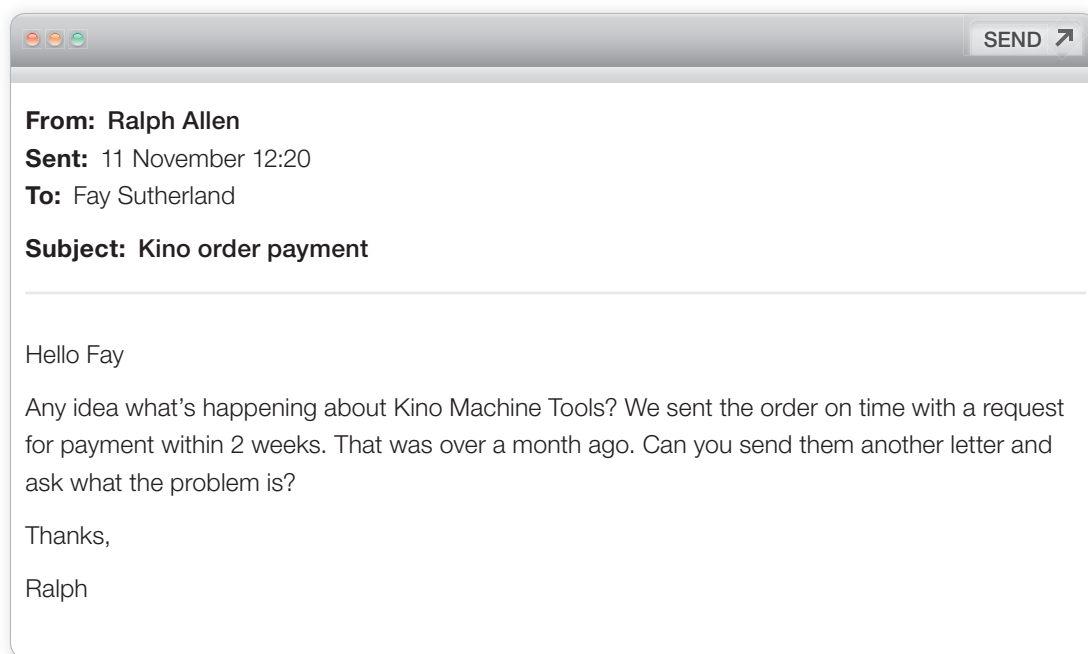 SEND
From: Ralph Allen
Sent: 11 November 12:20
To: Fay Sutherland
Subject: Kino order payment
Hello Fay
Any idea what’s happening about Kino Machine Tools? We sent the order on time with a request
for payment within 2 weeks. That was over a month ago. Can you send them another letter and
ask what the problem is?
Thanks,
Ralph